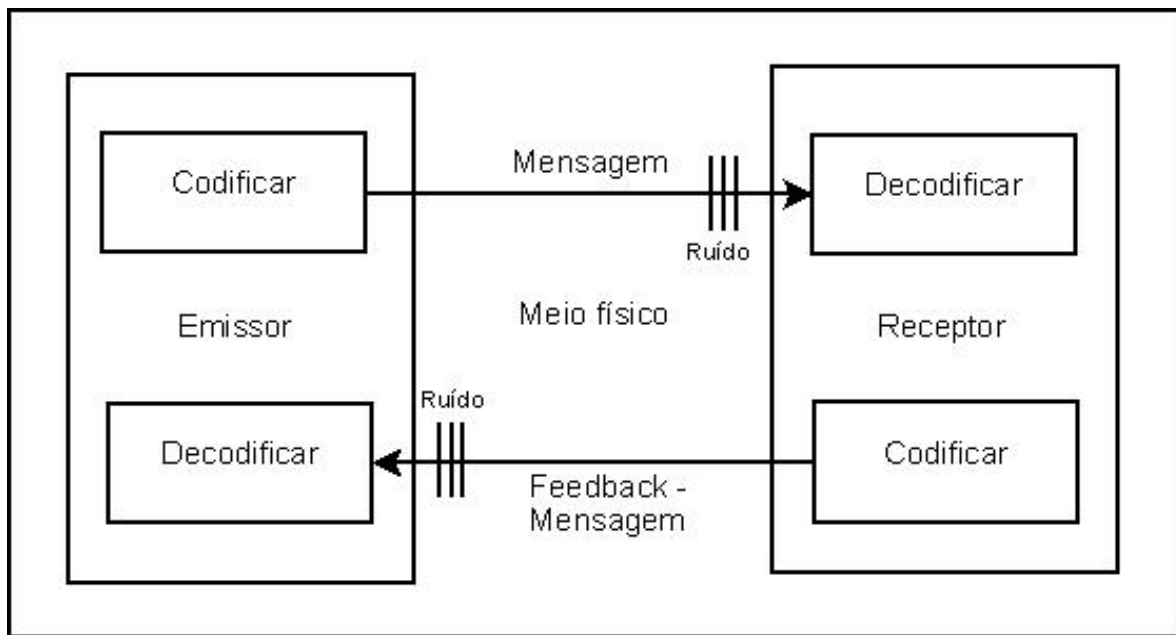 Codificar
Mensagem
Decodificar
Ruído
Emissor
Meio físico
Receptor
Ruído
Decodificar
Codificar
Feedback -
Mensagem